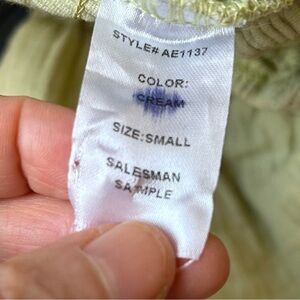 STYLE# AE1137
COLOR:
CREAM
SIZE:SMALL
SALESMAN
SAMPLE